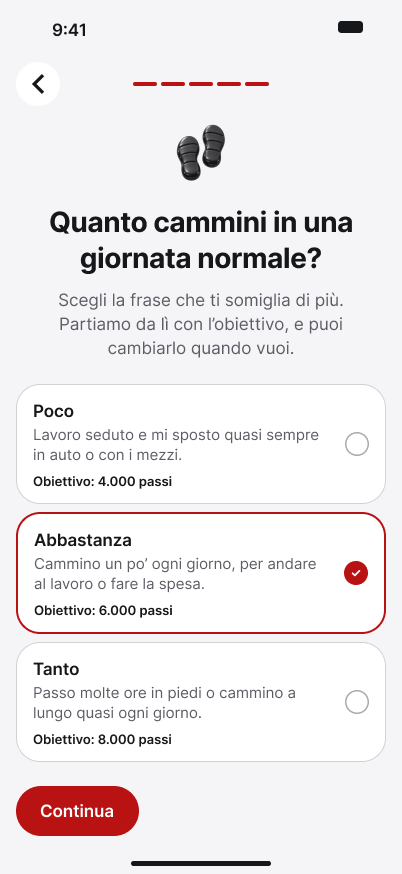 9:41
Quanto cammini in una
giornata normale?
Scegli la frase che ti somiglia di più.
Partiamo da lì con l’obiettivo, e puoi
cambiarlo quando vuoi.
Poco
Lavoro seduto e mi sposto quasi sempre
in auto o con i mezzi.
Obiettivo: 4.000 passi
Abbastanza
Cammino un po’ ogni giorno, per andare
al lavoro o fare la spesa.
Obiettivo: 6.000 passi
Tanto
Passo molte ore in piedi o cammino a
lungo quasi ogni giorno.
Obiettivo: 8.000 passi
Continua